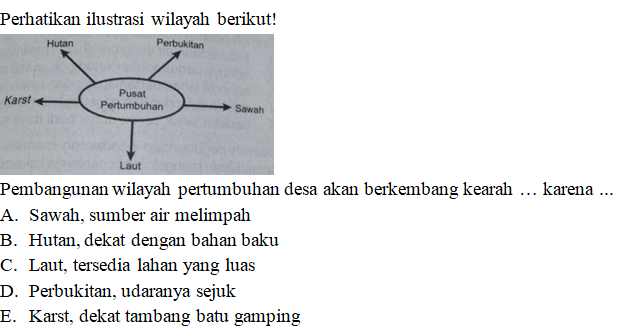 Perhatikan ilustrasi wilayah berikut!
Hutan
Perbukitan
Karst
Pusat
Pertumbuhan
Sawah
Laut
Pembangunan wilayah pertumbuhan desa akan berkembang kearah … karena ...
A. Sawah, sumber air melimpah
B. Hutan, dekat dengan bahan baku
C. Laut, tersedia lahan yang luas
D. Perbukitan, udaranya sejuk
E. Karst, dekat tambang batu gamping